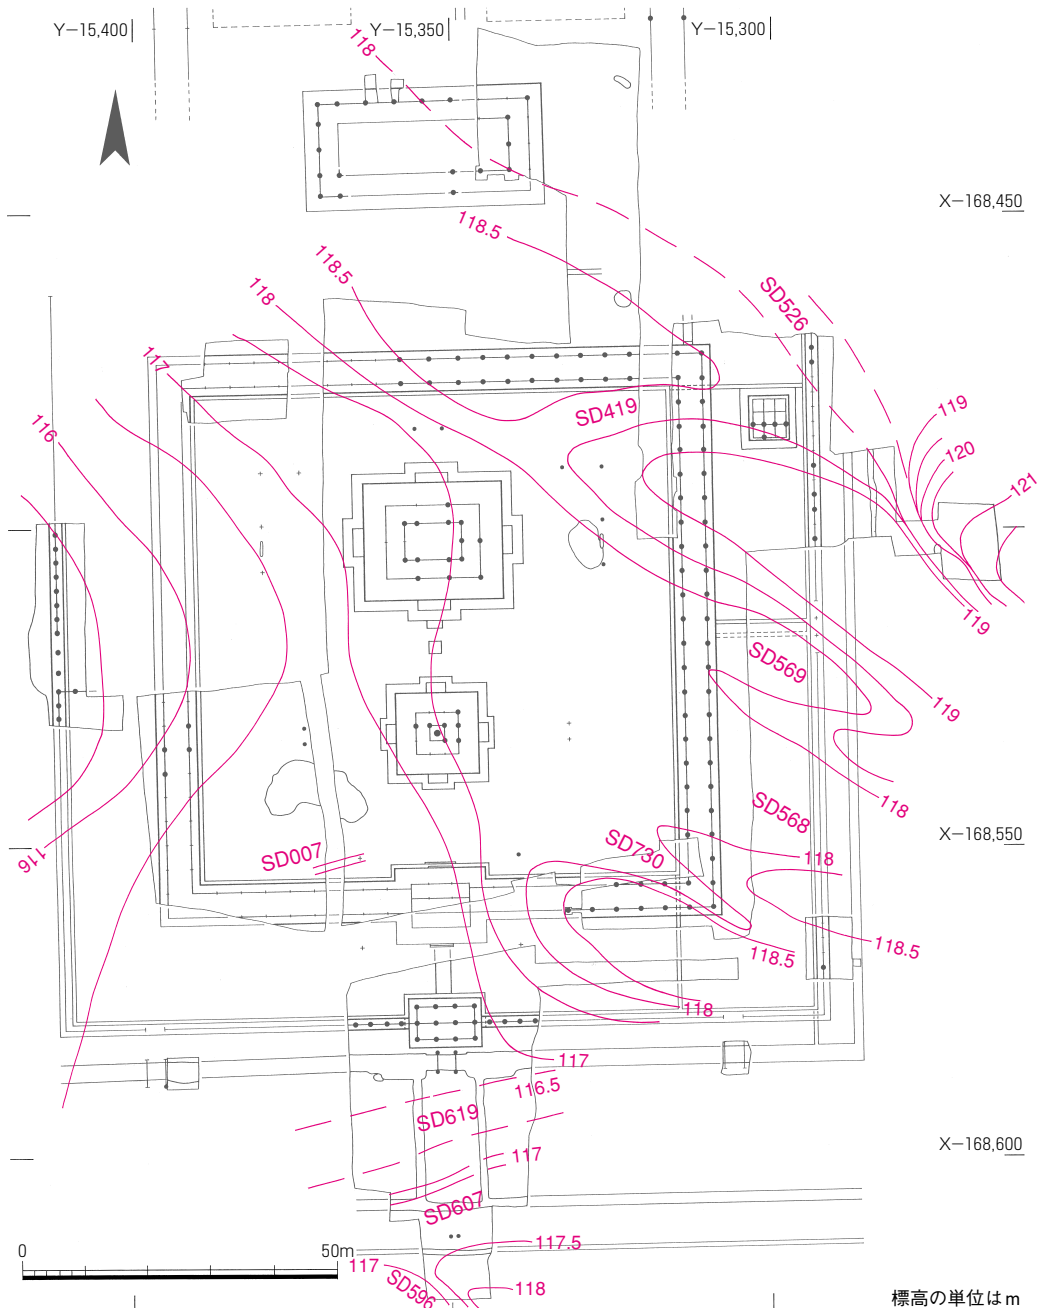 Y−15,400
Y−15,350
Y−15,300
118
X−168,450
118.5
118.5
118
SD526
117
116
SD419
119
120
121
119
SD569
119
118
SD568
X−168,550
SD007
SD730
118
116
118.5
118.5
118
117
116.5
SD619
117
X−168,600
SD607
0
50m
117.5
117
SD596
118
標高の単位はm